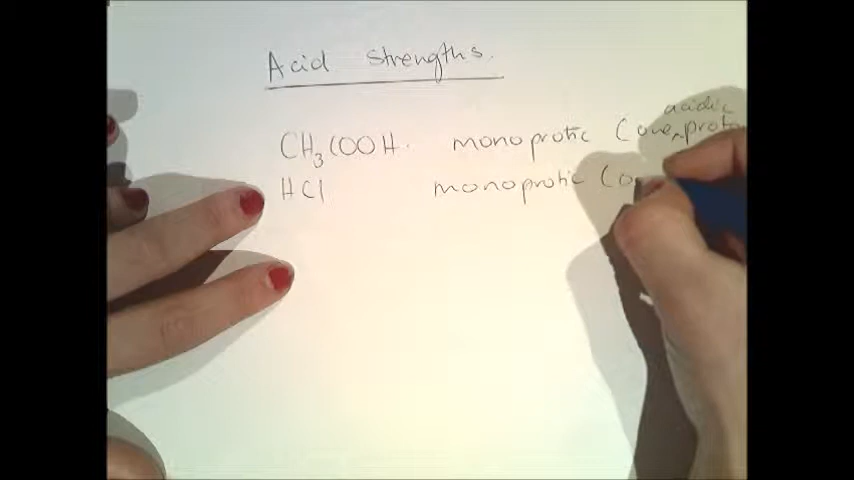 Acid strengths.
acidic
CH₃COOH. monoprotic (one proto
HCl monoprotic (o